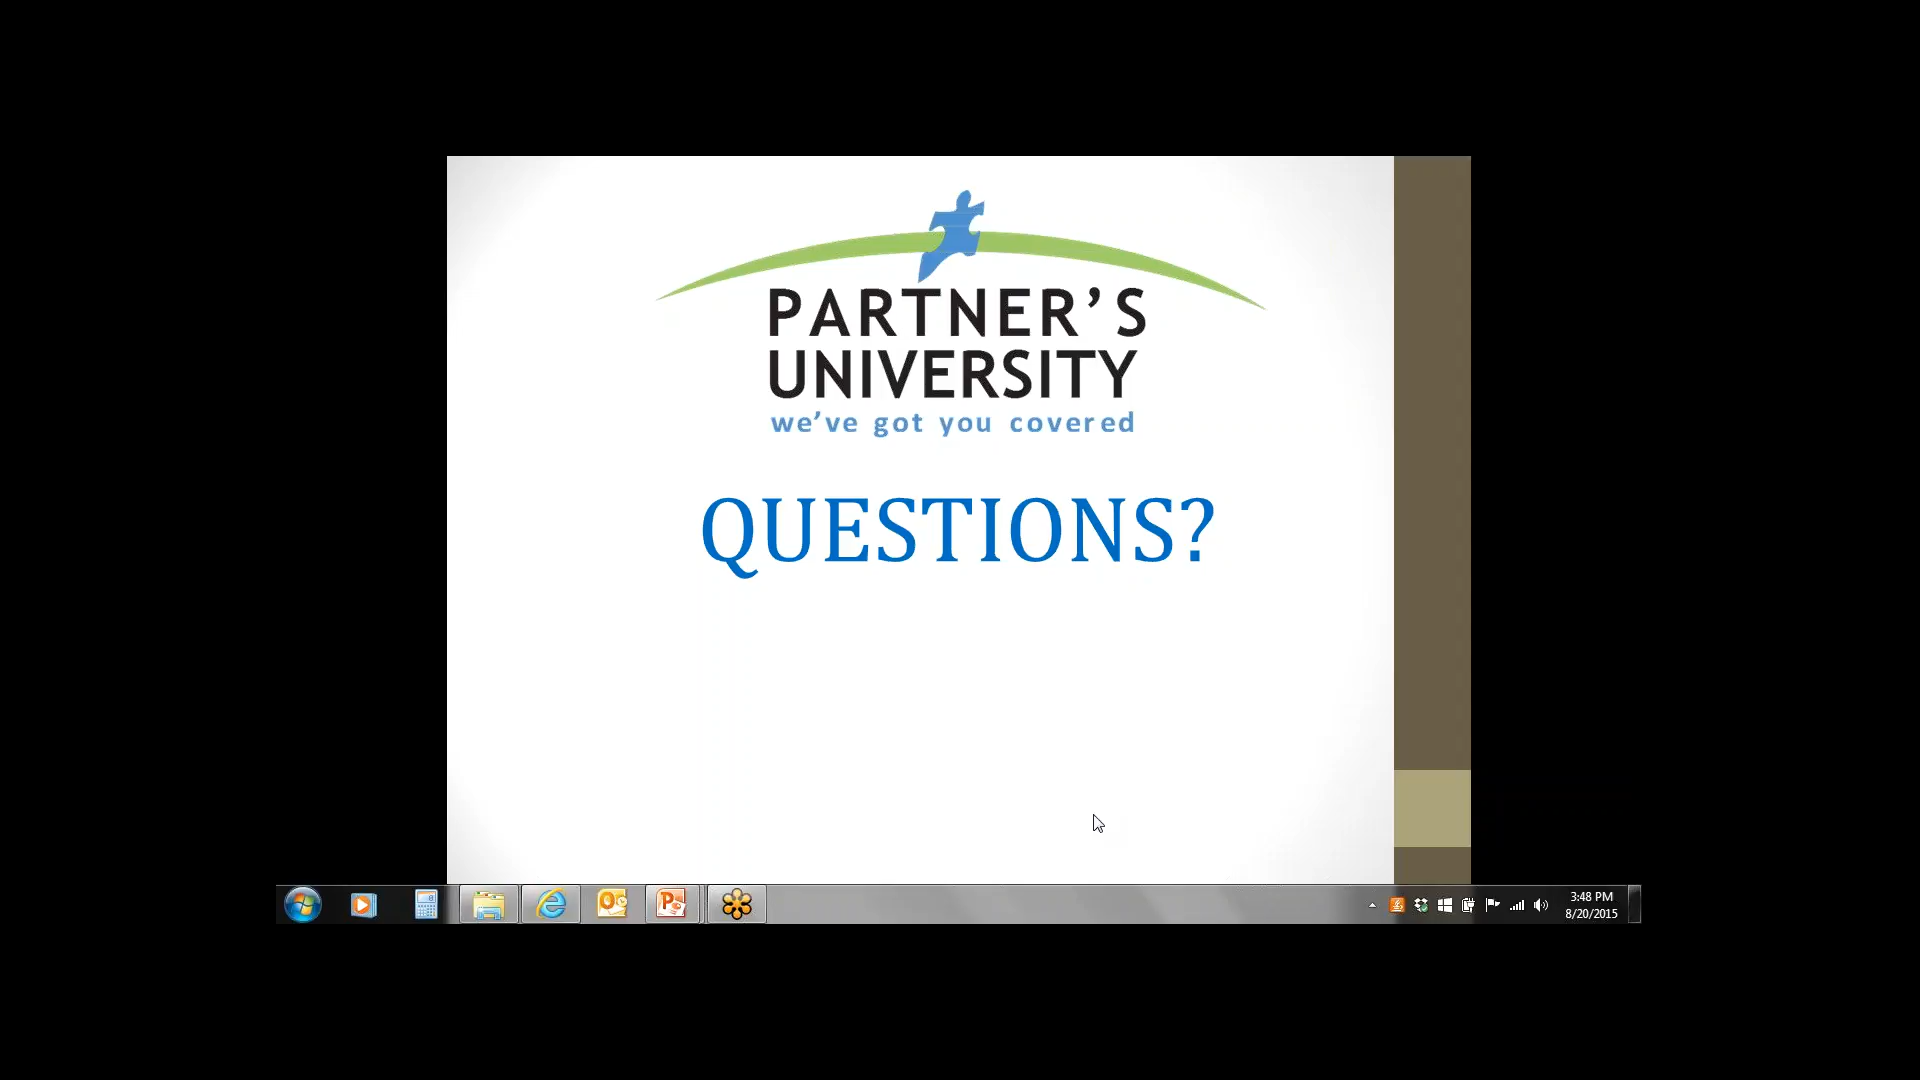 PARTNER’S
UNIVERSITY
we’ve got you covered
QUESTIONS?
3:48 PM
8/20/2015